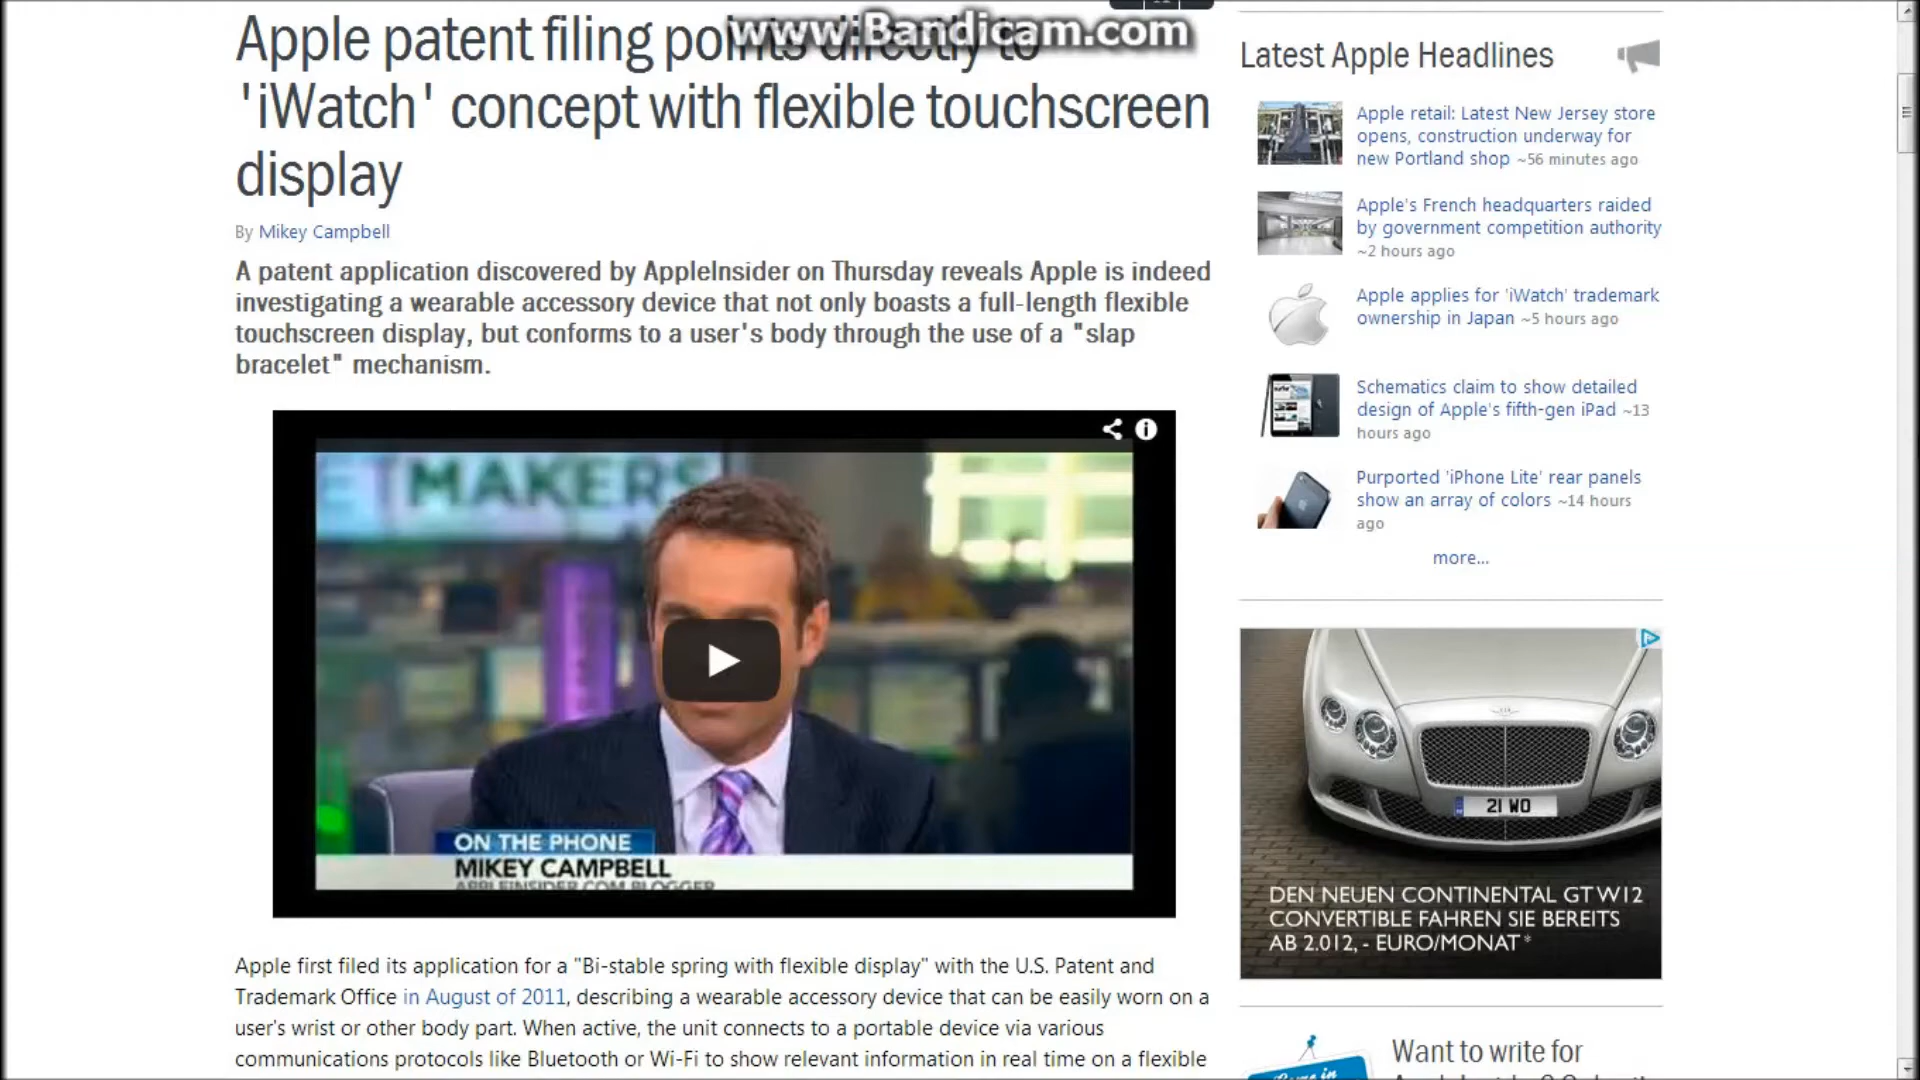 www.Bandicam.com
Apple patent filing points directly to
'iWatch' concept with flexible touchscreen
display
By Mikey Campbell
A patent application discovered by AppleInsider on Thursday reveals Apple is indeed
investigating a wearable accessory device that not only boasts a full-length flexible
touchscreen display, but conforms to a user's body through the use of a "slap
bracelet" mechanism.
MAKERS
ON THE PHONE
MIKEY CAMPBELL
APPLEINSIDER.COM BLOGGER
Apple first filed its application for a "Bi-stable spring with flexible display" with the U.S. Patent and
Trademark Office in August of 2011, describing a wearable accessory device that can be easily worn on a
user's wrist or other body part. When active, the unit connects to a portable device via various
communications protocols like Bluetooth or Wi-Fi to show relevant information in real time on a flexible
Latest Apple Headlines
Apple retail: Latest New Jersey store
opens, construction underway for
new Portland shop ~56 minutes ago
Apple's French headquarters raided
by government competition authority
~2 hours ago
Apple applies for 'iWatch' trademark
ownership in Japan ~5 hours ago
Schematics claim to show detailed
design of Apple's fifth-gen iPad ~13
hours ago
Purported 'iPhone Lite' rear panels
show an array of colors ~14 hours
ago
more...
21 WO
DEN NEUEN CONTINENTAL GT W12
CONVERTIBLE FAHREN SIE BEREITS
AB 2.012, - EURO/MONAT*
Want to write for